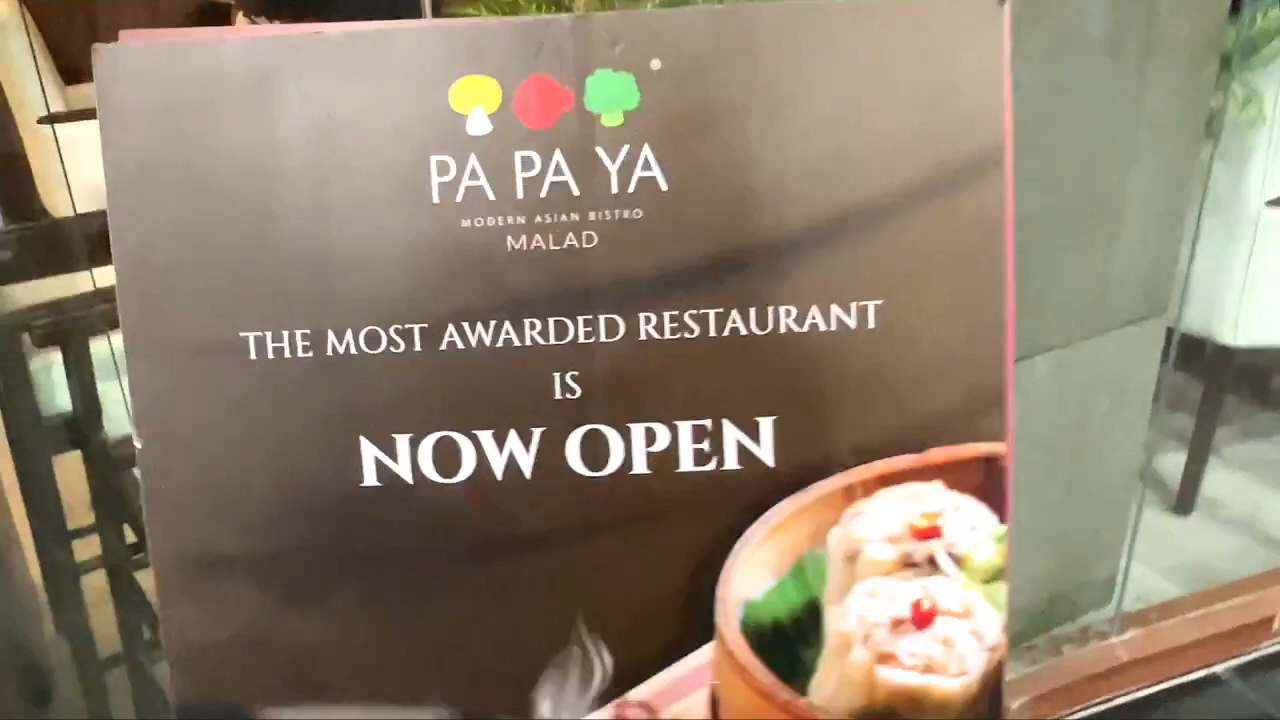 PA PA YA
MODERN ASIAN BISTRO
MALAD
THE MOST AWARDED RESTAURANT
IS
NOW OPEN